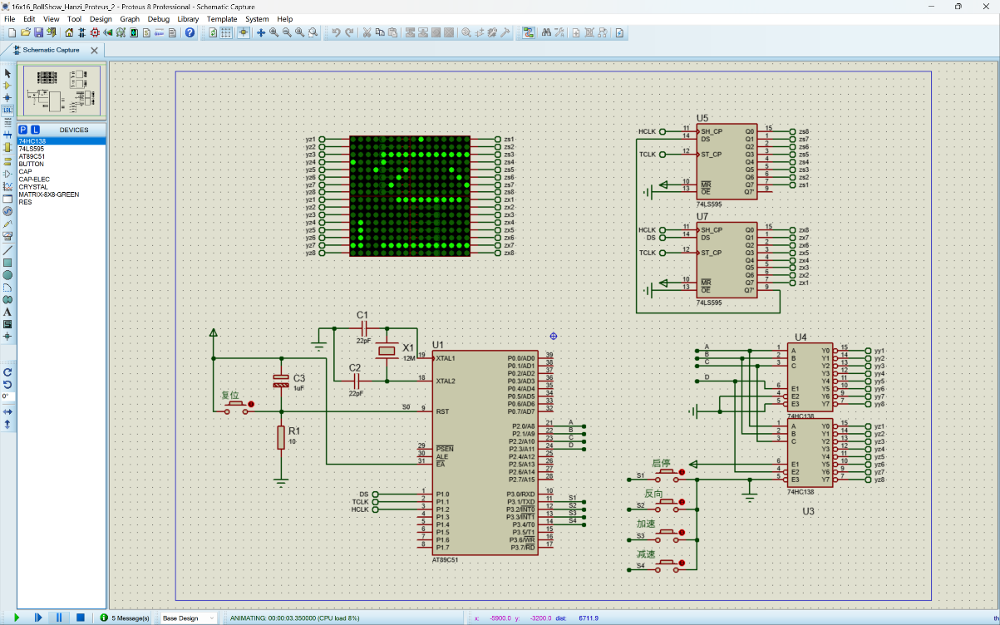 16x16_RollShow_Hanzi_Proteus_2 - Proteus 8 Professional - Schematic Capture
File Edit View Tool Design Graph Debug Library Template System Help
Schematic Capture
P L DEVICES
74HC138
74LS595
AT89C51
BUTTON
CAP
CAP-ELEC
CRYSTAL
MATRIX-8X8-GREEN
RES
LBL
A
0°
yz1
yz2
yz3
yz4
yz5
yz6
yz7
yz8
yz1
yz2
yz3
yz4
yz5
yz6
yz7
yz8
zs1
zs2
zs3
zs4
zs5
zs6
zs7
zs8
zx1
zx2
zx3
zx4
zx5
zx6
zx7
zx8
U5
HCLK 11 SH_CP Q0 15 zs8
14 DS Q1 1 zs7
Q2 2 zs6
TCLK 12 ST_CP Q3 3 zs5
Q4 4 zs4
Q5 5 zs3
Q6 6 zs2
10 MR Q7 7 zs1
13 OE Q7' 9
74LS595
U7
HCLK 11 SH_CP Q0 15 zx8
DS 14 DS Q1 1 zx7
Q2 2 zx6
TCLK 12 ST_CP Q3 3 zx5
Q4 4 zx4
Q5 5 zx3
Q6 6 zx2
10 MR Q7 7 zx1
13 OE Q7' 9
74LS595
C1
22pF
X1
12M
C2
22pF
C3
1uF
复位
R1
10
S0
U1
19 XTAL1 P0.0/AD0 39
P0.1/AD1 38
P0.2/AD2 37
18 XTAL2 P0.3/AD3 36
P0.4/AD4 35
P0.5/AD5 34
P0.6/AD6 33
9 RST P0.7/AD7 32
P2.0/A8 21 A
P2.1/A9 22 B
P2.2/A10 23 C
29 PSEN P2.3/A11 24 D
30 ALE P2.4/A12 25
31 EA P2.5/A13 26
P2.6/A14 27
P2.7/A15 28
DS 1 P1.0 P3.0/RXD 10
TCLK 2 P1.1 P3.1/TXD 11 S1
HCLK 3 P1.2 P3.2/INT0 12 S2
4 P1.3 P3.3/INT1 13 S3
5 P1.4 P3.4/T0 14 S4
6 P1.5 P3.5/T1 15
7 P1.6 P3.6/WR 16
8 P1.7 P3.7/RD 17
AT89C51
U4
A 1 A Y0 15 yy1
B 2 B Y1 14 yy2
C 3 C Y2 13 yy3
Y3 12 yy4
D Y4 11 yy5
6 E1 Y5 10 yy6
4 E2 Y6 9 yy7
5 E3 Y7 7 yy8
74HC138
1 A Y0 15 yz1
2 B Y1 14 yz2
3 C Y2 13 yz3
Y3 12 yz4
Y4 11 yz5
6 E1 Y5 10 yz6
4 E2 Y6 9 yz7
5 E3 Y7 7 yz8
74HC138
U3
启停
S1
反向
S2
加速
S3
减速
S4
5 Message(s) Base Design ANIMATING: 00:00:03.350000 (CPU load 8%) x: -5900.0 y: -3200.0 dist: 6711.9 th